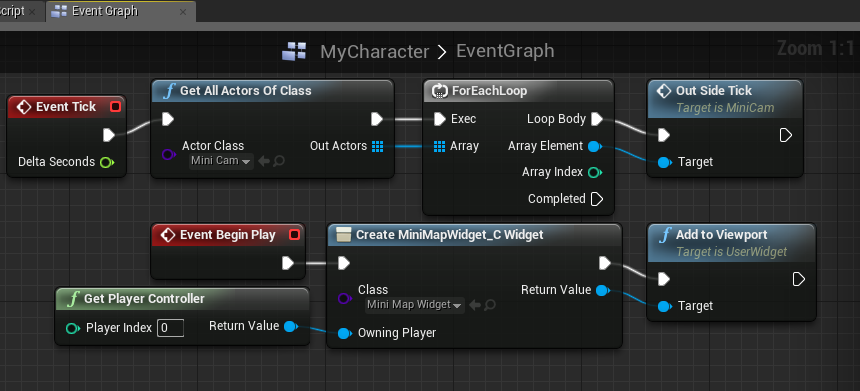 cript
Event Graph
MyCharacter > EventGraph
Zoom 1:1
Event Tick
Delta Seconds
f Get All Actors Of Class
Actor Class
Mini Cam
Out Actors
ForEachLoop
Exec
Loop Body
Array
Array Element
Array Index
Completed
Out Side Tick
Target is MiniCam
Target
Event Begin Play
Create MiniMapWidget_C Widget
Class
Mini Map Widget
Return Value
Owning Player
f Add to Viewport
Target is UserWidget
Target
f Get Player Controller
Player Index 0
Return Value